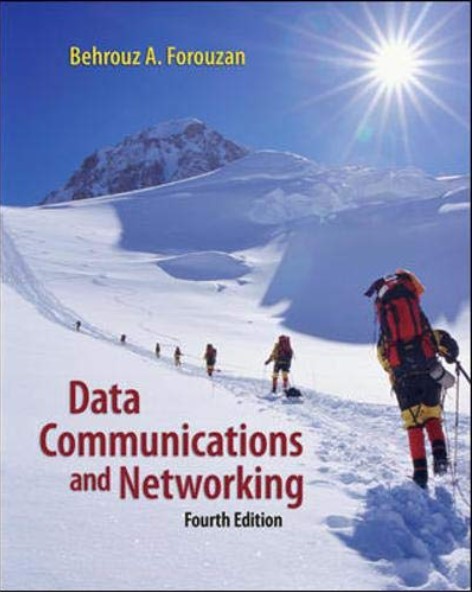 Behrouz A. Forouzan
Data
Communications
and Networking
Fourth Edition